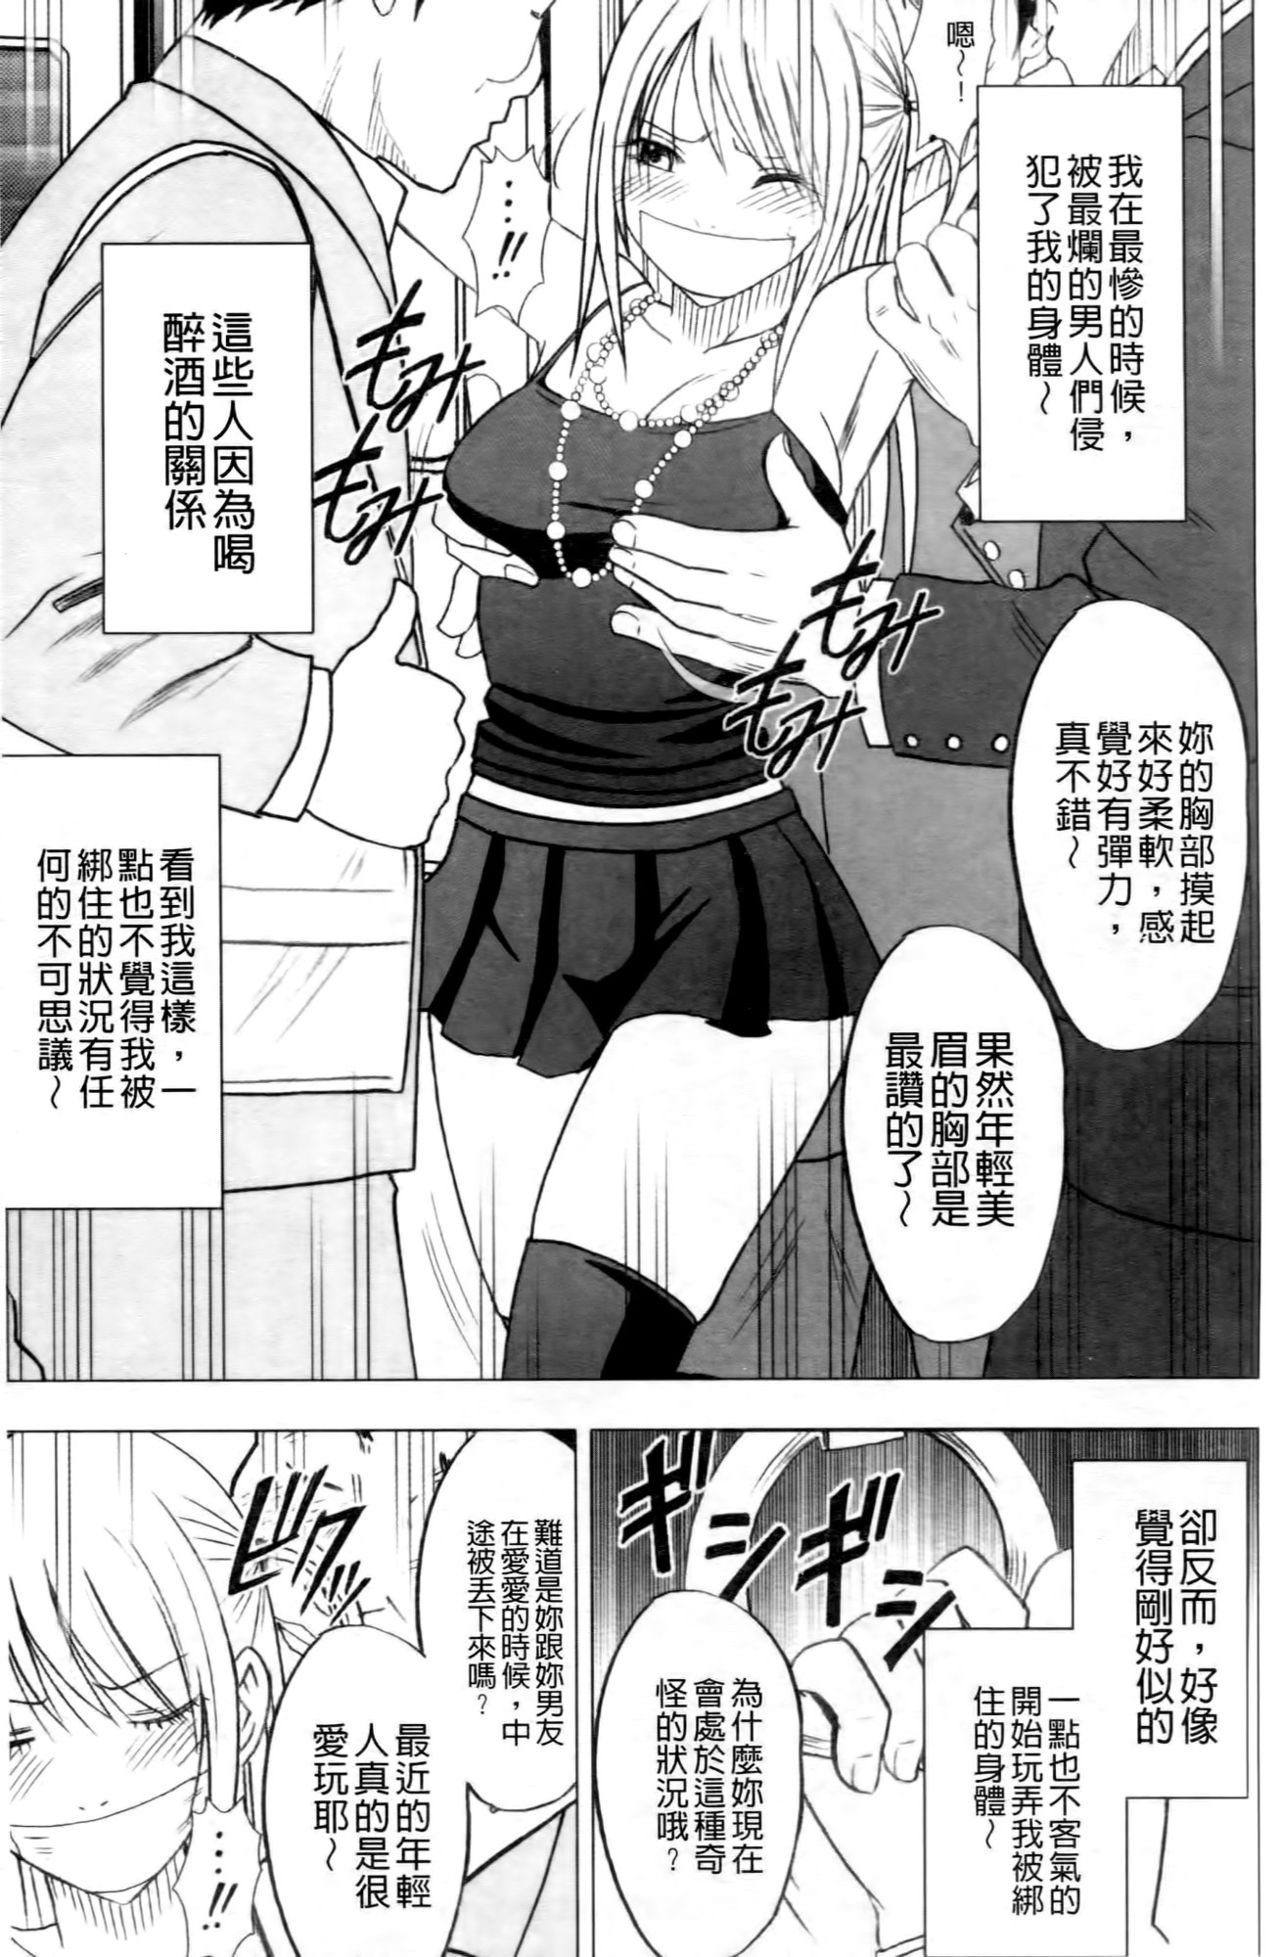 嗯～！
我在最慘的時候，
被最爛的男人們侵
犯了我的身體～
……!!
モミ
モミ
這些人因為喝
醉酒的關係
モミ
モミ
妳的胸部摸起
來好柔軟，感
覺好有彈力，
真不錯～
果然年輕美
眉的胸部是
最讚的了～
看到我這樣，一
點也不覺得我被
綁住的狀況有任
何的不可思議～
卻反而，好像
覺得剛好似的
一點也不客氣的
開始玩弄我被綁
住的身體～
ギシ
ギシ
為什麼妳現在
會處於這種奇
怪的狀況哦？
難道是妳跟妳男友
在愛愛的時候，中
途被丟下來嗎？
最近的年輕
人真的是很
愛玩耶～
ビクッ
……!!